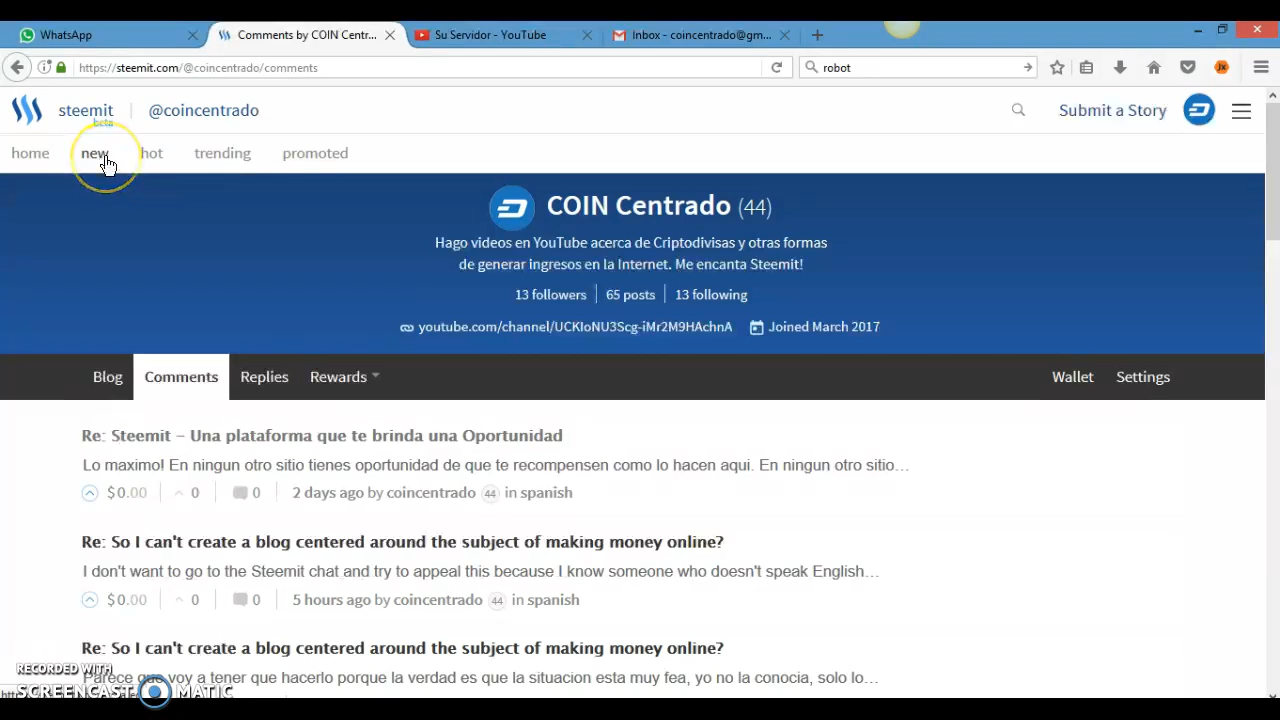 WhatsApp
Comments by COIN Centr...
Su Servidor - YouTube
Inbox - coincentrado@gm...
https://steemit.com/@coincentrado/comments
robot
steemit
beta
@coincentrado
Submit a Story
home new hot trending promoted
COIN Centrado (44)
Hago videos en YouTube acerca de Criptodivisas y otras formas
de generar ingresos en la Internet. Me encanta Steemit!
13 followers 65 posts 13 following
youtube.com/channel/UCKIoNU3Scg-iMr2M9HAchnA Joined March 2017
Blog Comments Replies Rewards Wallet Settings
Re: Steemit – Una plataforma que te brinda una Oportunidad
Lo maximo! En ningun otro sitio tienes oportunidad de que te recompensen como lo hacen aqui. En ningun otro sitio...
$0.00 0 0 2 days ago by coincentrado 44 in spanish
Re: So I can't create a blog centered around the subject of making money online?
I don't want to go to the Steemit chat and try to appeal this because I know someone who doesn't speak English...
$0.00 0 0 5 hours ago by coincentrado 44 in spanish
Re: So I can't create a blog centered around the subject of making money online?
Parece que voy a tener que hacerlo porque la verdad es que la situacion esta muy fea, yo no la conocia, solo lo...
RECORDED WITH
SCREENCAST MATIC